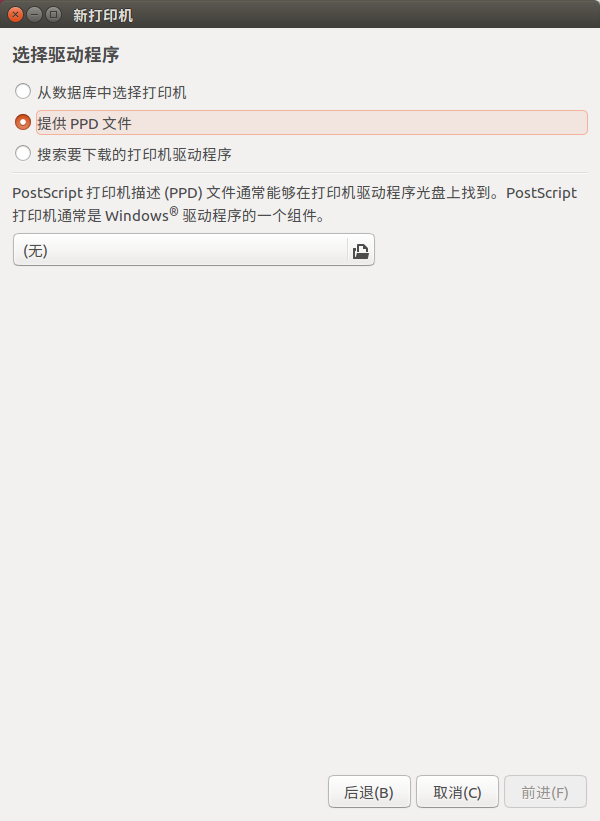 新打印机
选择驱动程序
从数据库中选择打印机
提供 PPD 文件
搜索要下载的打印机驱动程序
PostScript 打印机描述 (PPD) 文件通常能够在打印机驱动程序光盘上找到。PostScript
打印机通常是 Windows® 驱动程序的一个组件。
(无)
后退(B) 取消(C) 前进(F)